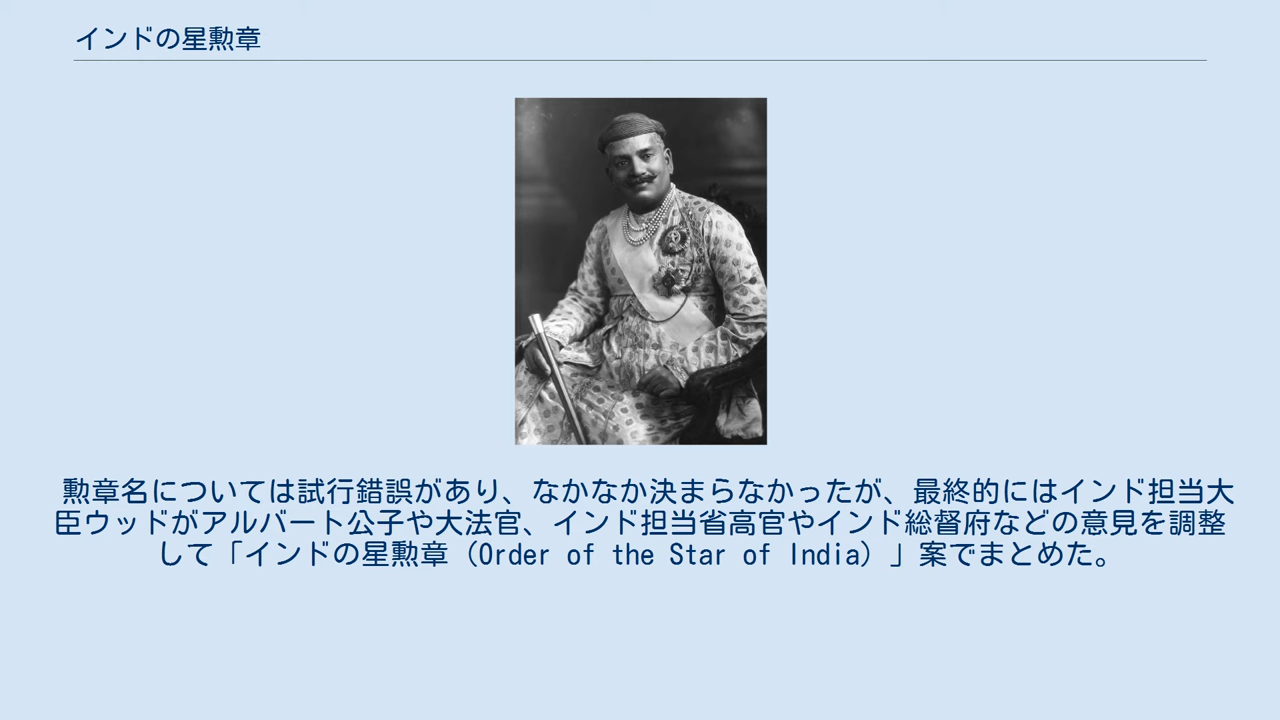 インドの星勲章
勲章名については試行錯誤があり、なかなか決まらなかったが、最終的にはインド担当大
臣ウッドがアルバート公子や大法官、インド担当省高官やインド総督府などの意見を調整
して「インドの星勲章（Order of the Star of India）」案でまとめた。